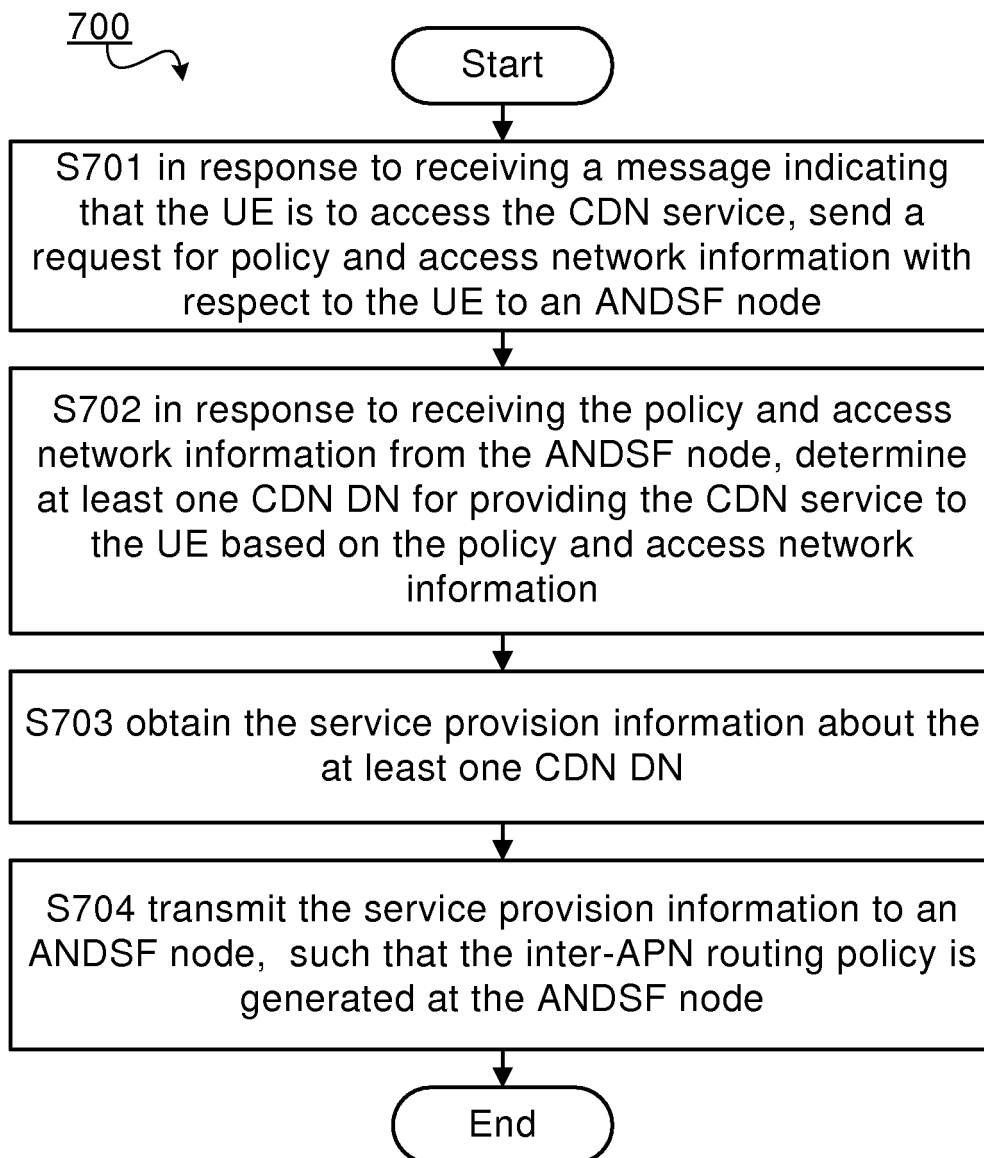 700
Start
S701 in response to receiving a message indicating
that the UE is to access the CDN service, send a
request for policy and access network information with
respect to the UE to an ANDSF node
S702 in response to receiving the policy and access
network information from the ANDSF node, determine
at least one CDN DN for providing the CDN service to
the UE based on the policy and access network
information
S703 obtain the service provision information about the
at least one CDN DN
S704 transmit the service provision information to an
ANDSF node, such that the inter-APN routing policy is
generated at the ANDSF node
End